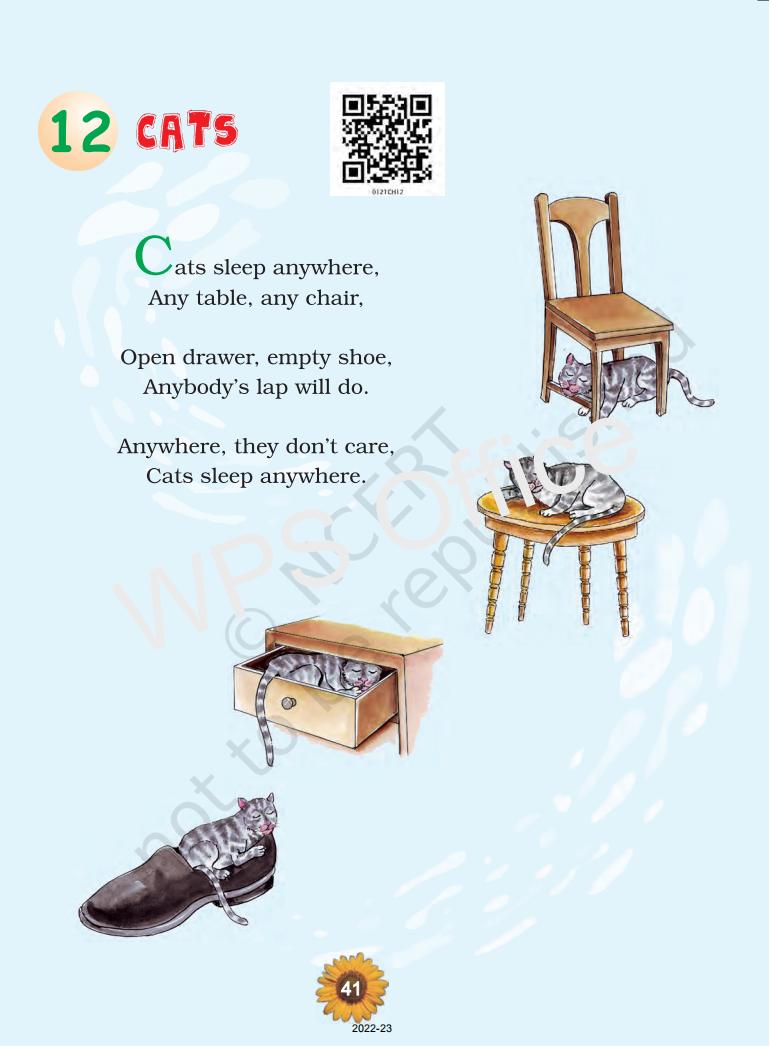 12 CATS
0121CH12
Cats sleep anywhere,
Any table, any chair,
Open drawer, empty shoe,
Anybody's lap will do.
Anywhere, they don't care,
Cats sleep anywhere.
WPS Office
© NCERT
not to be republished
41
2022-23